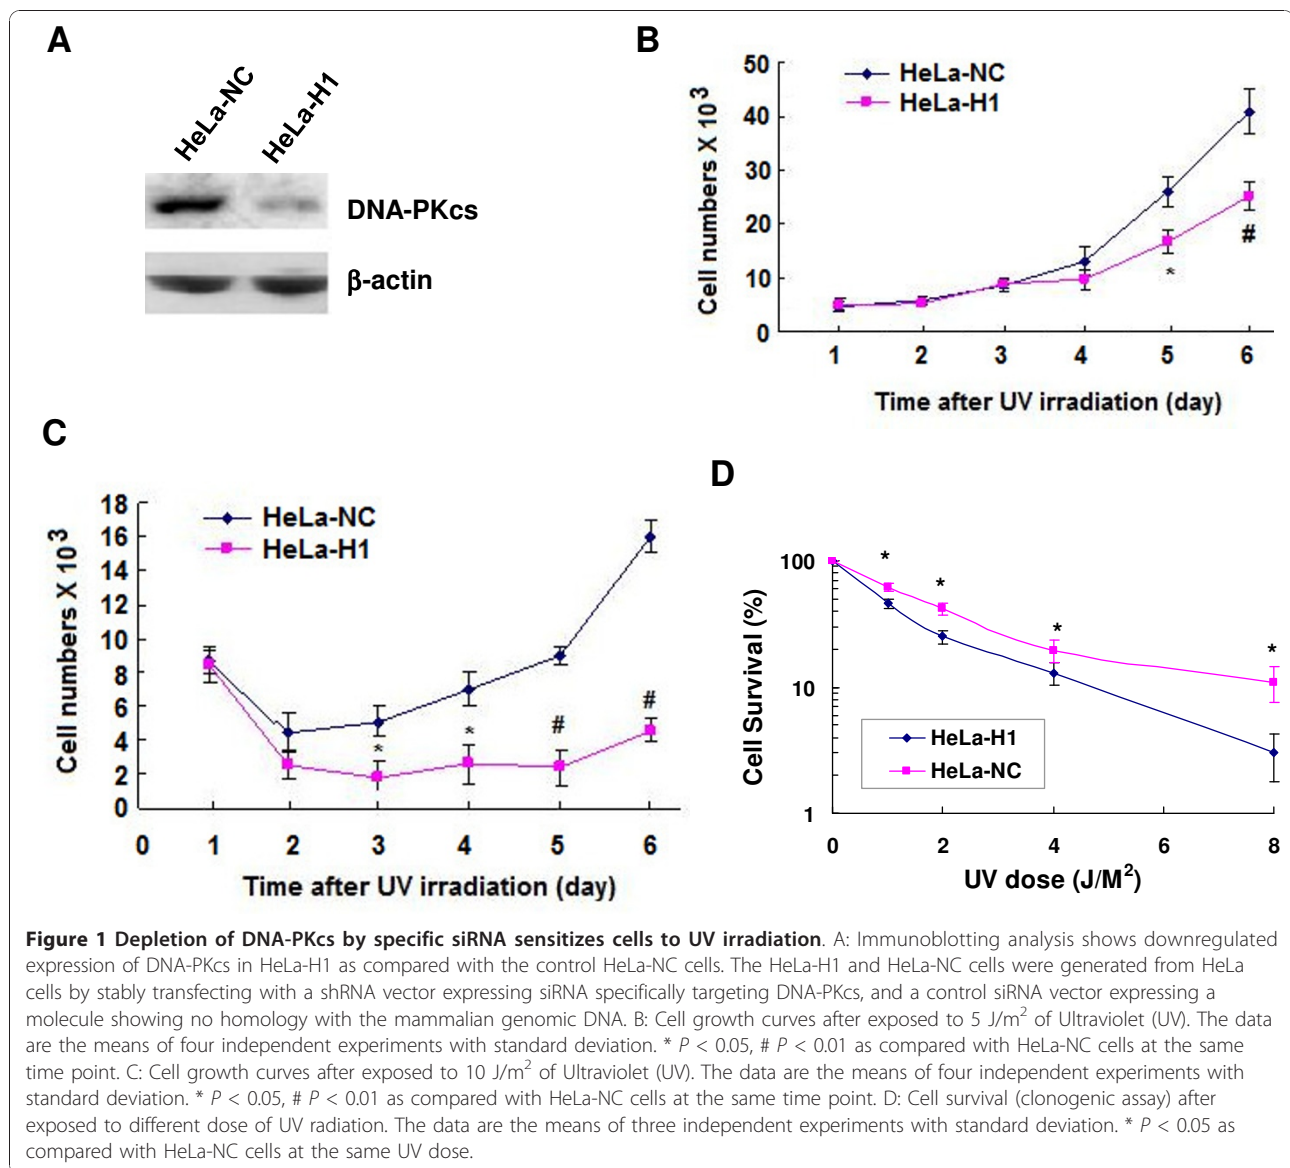 A
HeLa-NC
HeLa-H1
DNA-PKcs
β-actin
B
HeLa-NC
HeLa-H1
Cell numbers X 10³
50
40
30
20
10
0
*
#
1 2 3 4 5 6
Time after UV irradiation (day)
C
HeLa-NC
HeLa-H1
Cell numbers X 10³
18
16
14
12
10
8
6
4
2
0
* * # #
0 1 2 3 4 5 6
Time after UV irradiation (day)
D
Cell Survival (%)
100
10
1
* * * *
HeLa-H1
HeLa-NC
0 2 4 6 8
UV dose (J/M²)
Figure 1 Depletion of DNA-PKcs by specific siRNA sensitizes cells to UV irradiation. A: Immunoblotting analysis shows downregulated
expression of DNA-PKcs in HeLa-H1 as compared with the control HeLa-NC cells. The HeLa-H1 and HeLa-NC cells were generated from HeLa
cells by stably transfecting with a shRNA vector expressing siRNA specifically targeting DNA-PKcs, and a control siRNA vector expressing a
molecule showing no homology with the mammalian genomic DNA. B: Cell growth curves after exposed to 5 J/m² of Ultraviolet (UV). The data
are the means of four independent experiments with standard deviation. * P < 0.05, # P < 0.01 as compared with HeLa-NC cells at the same
time point. C: Cell growth curves after exposed to 10 J/m² of Ultraviolet (UV). The data are the means of four independent experiments with
standard deviation. * P < 0.05, # P < 0.01 as compared with HeLa-NC cells at the same time point. D: Cell survival (clonogenic assay) after
exposed to different dose of UV radiation. The data are the means of three independent experiments with standard deviation. * P < 0.05 as
compared with HeLa-NC cells at the same UV dose.